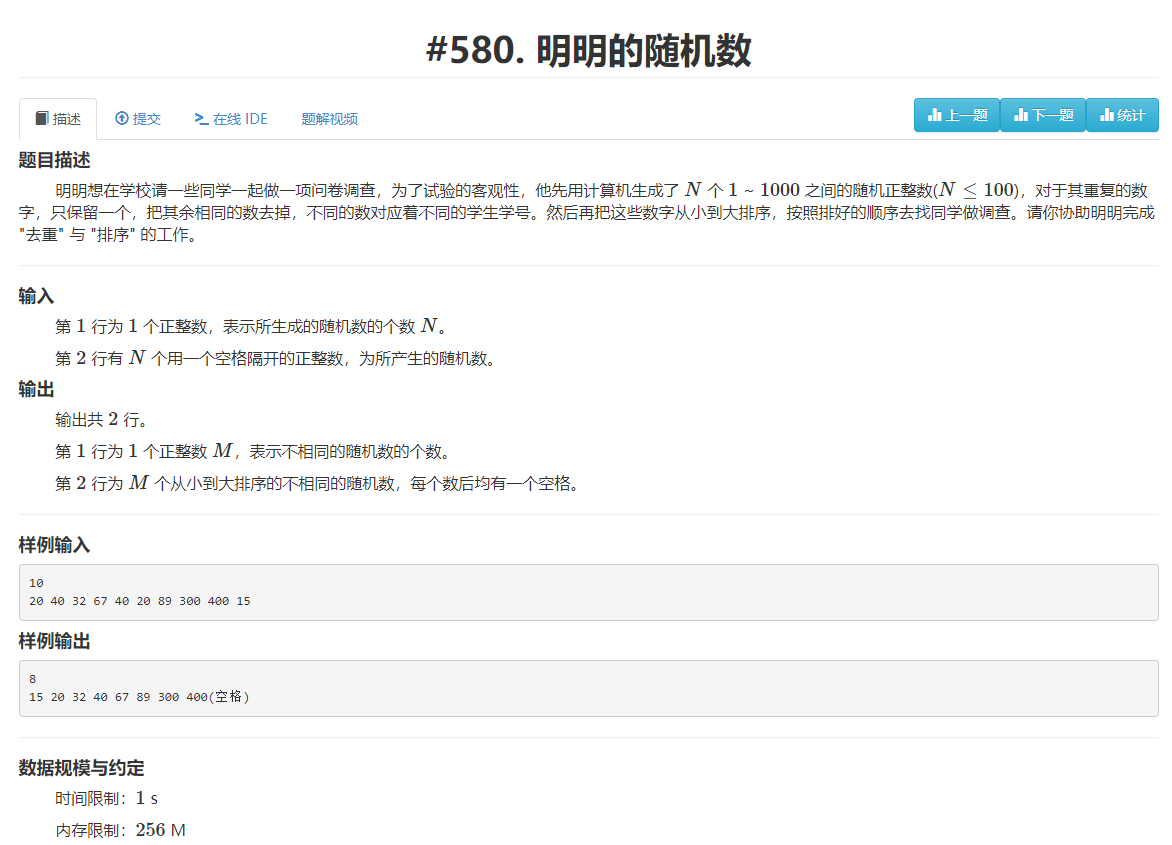 #580. 明明的随机数
描述 提交 在线 IDE 题解视频 上一题 下一题 统计
题目描述
明明想在学校请一些同学一起做一项问卷调查，为了试验的客观性，他先用计算机生成了 N 个 1 ~ 1000 之间的随机正整数(N ≤ 100)，对于其重复的数
字，只保留一个，把其余相同的数去掉，不同的数对应着不同的学生学号。然后再把这些数字从小到大排序，按照排好的顺序去找同学做调查。请你协助明明完成
"去重" 与 "排序" 的工作。
输入
第 1 行为 1 个正整数，表示所生成的随机数的个数 N。
第 2 行有 N 个用一个空格隔开的正整数，为所产生的随机数。
输出
输出共 2 行。
第 1 行为 1 个正整数 M，表示不相同的随机数的个数。
第 2 行为 M 个从小到大排序的不相同的随机数，每个数后均有一个空格。
样例输入
10
20 40 32 67 40 20 89 300 400 15
样例输出
8
15 20 32 40 67 89 300 400(空格)
数据规模与约定
时间限制：1 s
内存限制：256 M